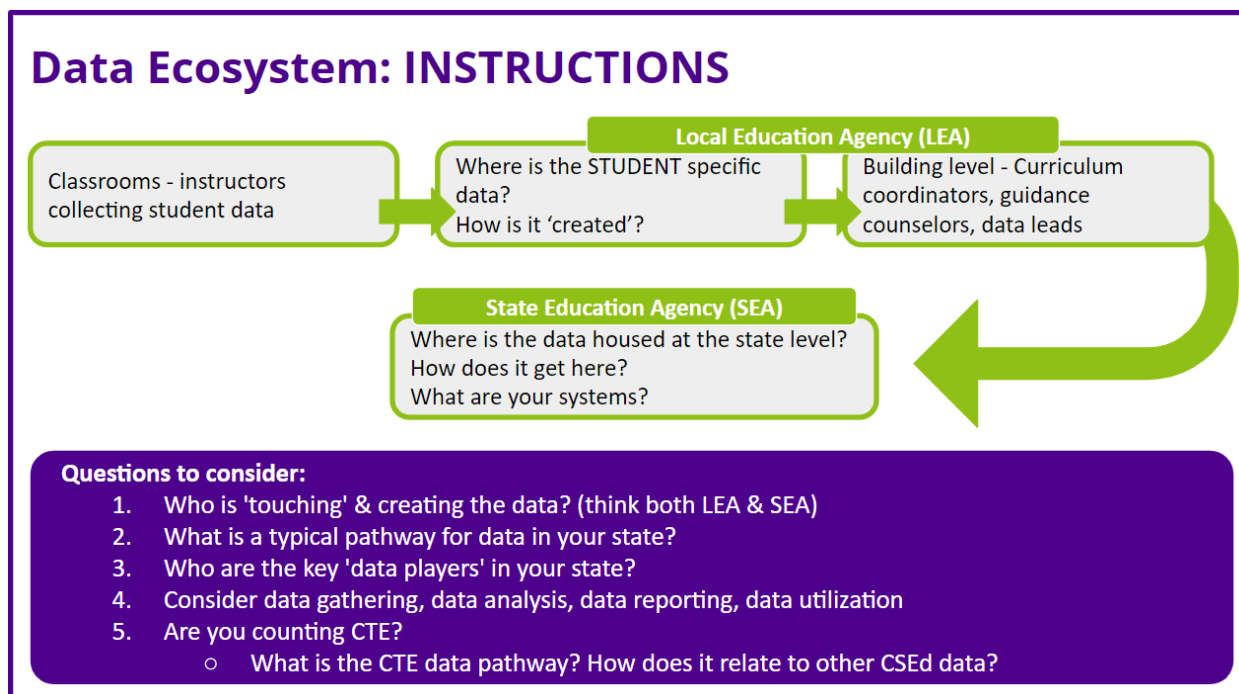 Data Ecosystem: INSTRUCTIONS
Local Education Agency (LEA)
Classrooms - instructors
collecting student data
Where is the STUDENT specific
data?
How is it ‘created’?
Building level - Curriculum
coordinators, guidance
counselors, data leads
State Education Agency (SEA)
Where is the data housed at the state level?
How does it get here?
What are your systems?
Questions to consider:
1. Who is 'touching' & creating the data? (think both LEA & SEA)
2. What is a typical pathway for data in your state?
3. Who are the key 'data players' in your state?
4. Consider data gathering, data analysis, data reporting, data utilization
5. Are you counting CTE?
○ What is the CTE data pathway? How does it relate to other CSEd data?